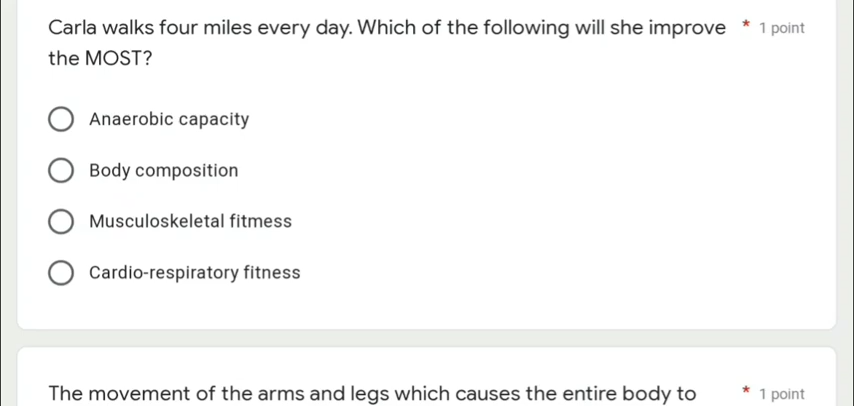 Carla walks four miles every day. Which of the following will she improve * 1 point
the MOST?
Anaerobic capacity
Body composition
Musculoskeletal fitmess
Cardio-respiratory fitness
The movement of the arms and legs which causes the entire body to * 1 point